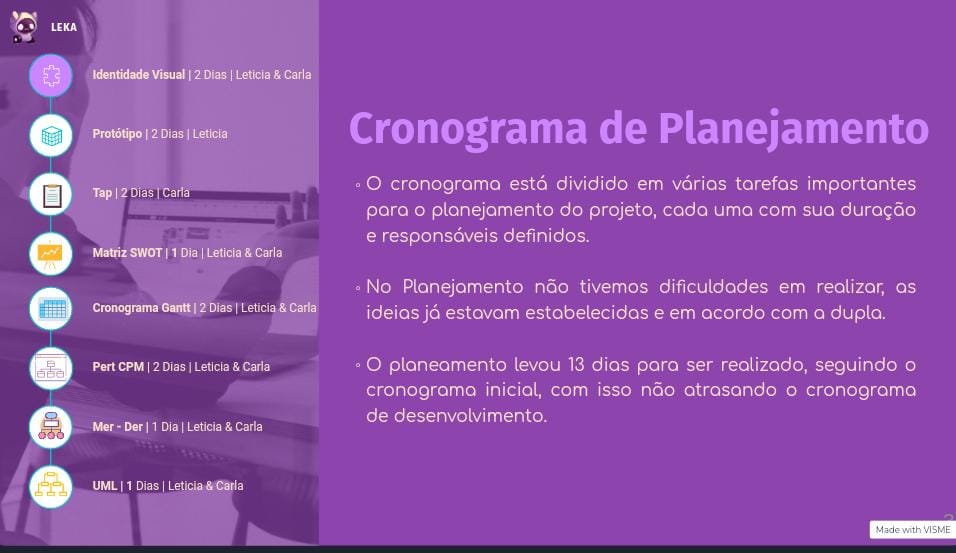 LEKA
Identidade Visual | 2 Dias | Leticia & Carla
Protótipo | 2 Dias | Leticia
Tap | 2 Dias | Carla
Matriz SWOT | 1 Dia | Leticia & Carla
Cronograma Gantt | 2 Dias | Leticia & Carla
Pert CPM | 2 Dias | Leticia & Carla
Mer - Der | 1 Dia | Leticia & Carla
UML | 1 Dia | Leticia & Carla
Cronograma de Planejamento
◦ O cronograma está dividido em várias tarefas importantes
para o planejamento do projeto, cada uma com sua duração
e responsáveis definidos.
◦ No Planejamento não tivemos dificuldades em realizar, as
ideias já estavam estabelecidas e em acordo com a dupla.
◦ O planeamento levou 13 dias para ser realizado, seguindo o
cronograma inicial, com isso não atrasando o cronograma
de desenvolvimento.
Made with VISME